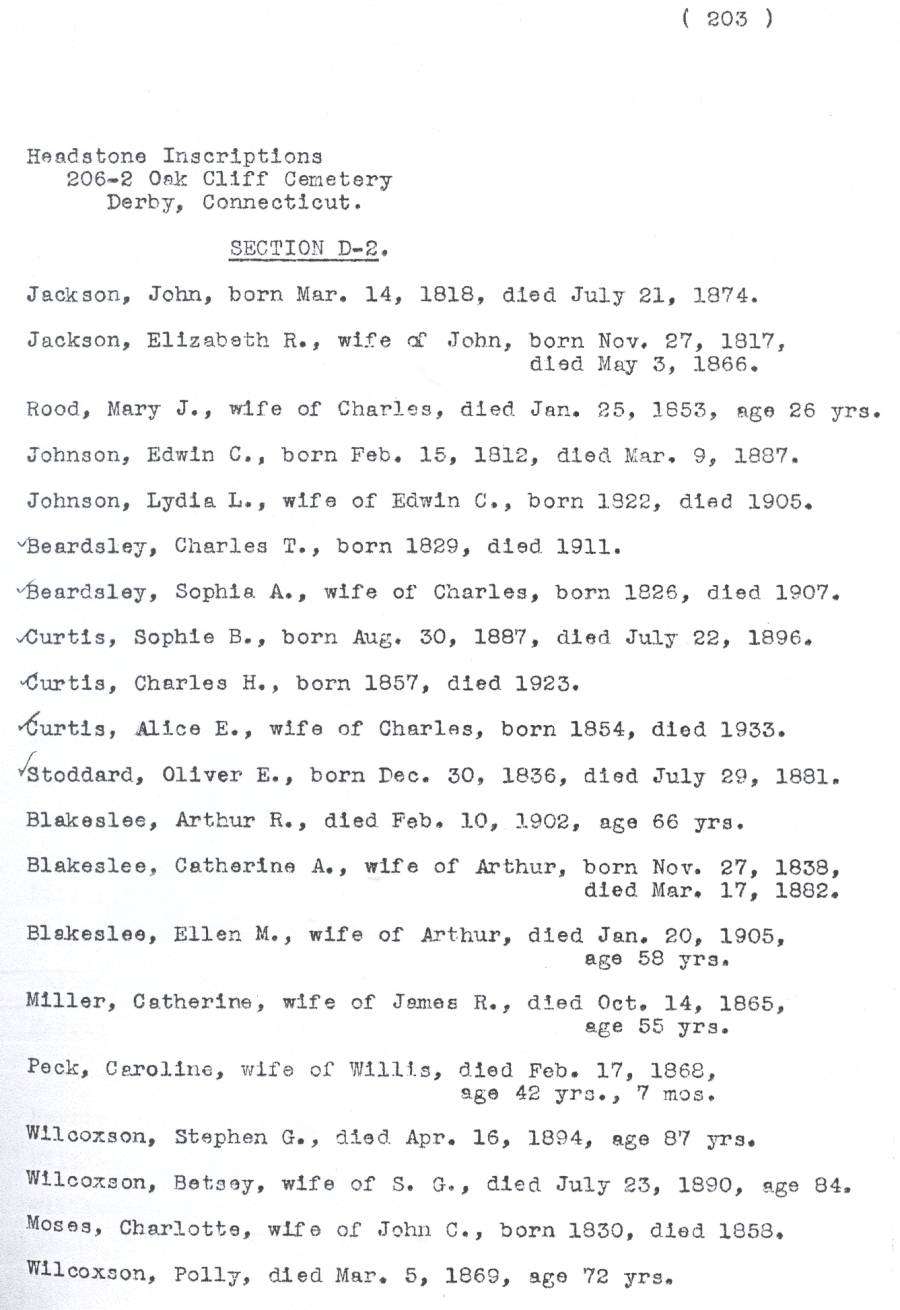 ( 203 )
Headstone Inscriptions
206-2 Oak Cliff Cemetery
Derby, Connecticut.
SECTION D-2.
Jackson, John, born Mar. 14, 1818, died July 21, 1874.
Jackson, Elizabeth R., wife of John, born Nov. 27, 1817,
died May 3, 1866.
Rood, Mary J., wife of Charles, died Jan. 25, 1853, age 26 yrs.
Johnson, Edwin C., born Feb. 15, 1812, died Mar. 9, 1887.
Johnson, Lydia L., wife of Edwin C., born 1822, died 1905.
✓Beardsley, Charles T., born 1829, died 1911.
✓Beardsley, Sophia A., wife of Charles, born 1826, died 1907.
✓Curtis, Sophie B., born Aug. 30, 1887, died July 22, 1896.
✓Curtis, Charles H., born 1857, died 1923.
✓Curtis, Alice E., wife of Charles, born 1854, died 1933.
✓Stoddard, Oliver E., born Dec. 30, 1836, died July 29, 1881.
Blakeslee, Arthur R., died Feb. 10, 1902, age 66 yrs.
Blakeslee, Catherine A., wife of Arthur, born Nov. 27, 1838,
died Mar. 17, 1882.
Blakeslee, Ellen M., wife of Arthur, died Jan. 20, 1905,
age 58 yrs.
Miller, Catherine, wife of James R., died Oct. 14, 1865,
age 55 yrs.
Peck, Caroline, wife of Willis, died Feb. 17, 1868,
age 42 yrs., 7 mos.
Wilcoxson, Stephen G., died Apr. 16, 1894, age 87 yrs.
Wilcoxson, Betsey, wife of S. G., died July 23, 1890, age 84.
Moses, Charlotte, wife of John C., born 1830, died 1858.
Wilcoxson, Polly, died Mar. 5, 1869, age 72 yrs.